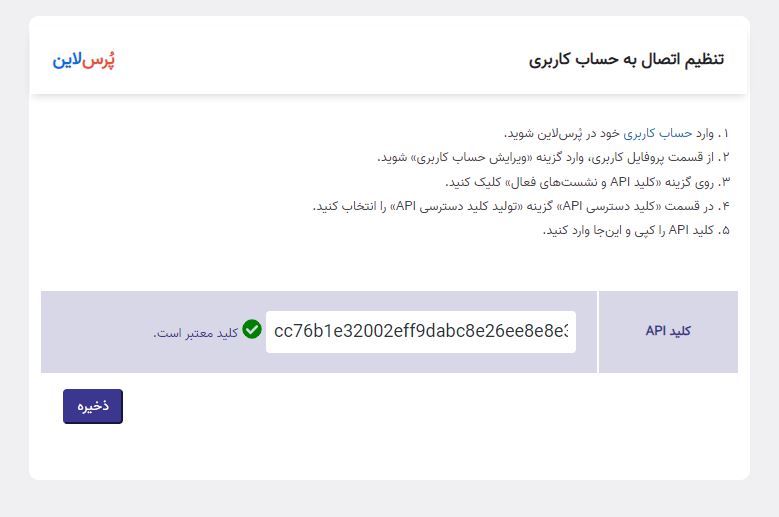 تنظیم اتصال به حساب کاربری
پُرس‌لاین
۱. وارد حساب کاربری خود در پُرس‌لاین شوید.
۲. از قسمت پروفایل کاربری، وارد گزینه «ویرایش حساب کاربری» شوید.
۳. روی گزینه «کلید API و نشست‌های فعال» کلیک کنید.
۴. در قسمت «کلید دسترسی API» گزینه «تولید کلید دسترسی API» را انتخاب کنید.
۵. کلید API را کپی و این‌جا وارد کنید.
کلید API
cc76b1e32002eff9dabc8e26ee8e8e3
کلید معتبر است.
ذخیره